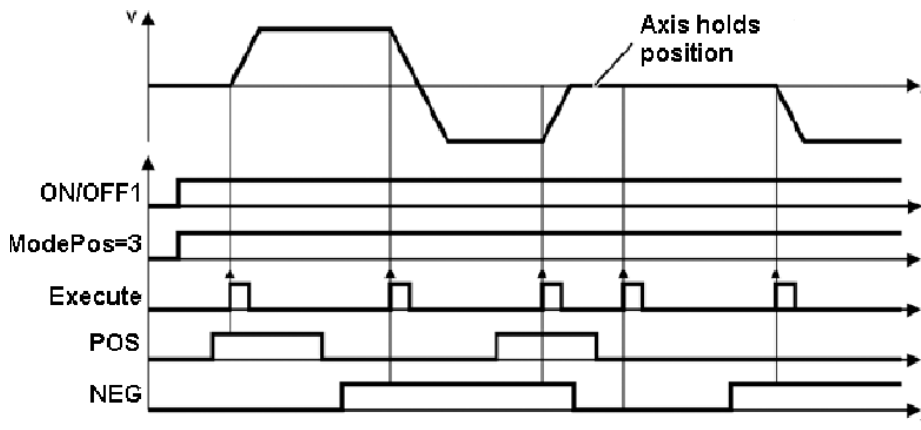 v
Axis holds
position
ON/OFF1
ModePos=3
Execute
POS
NEG